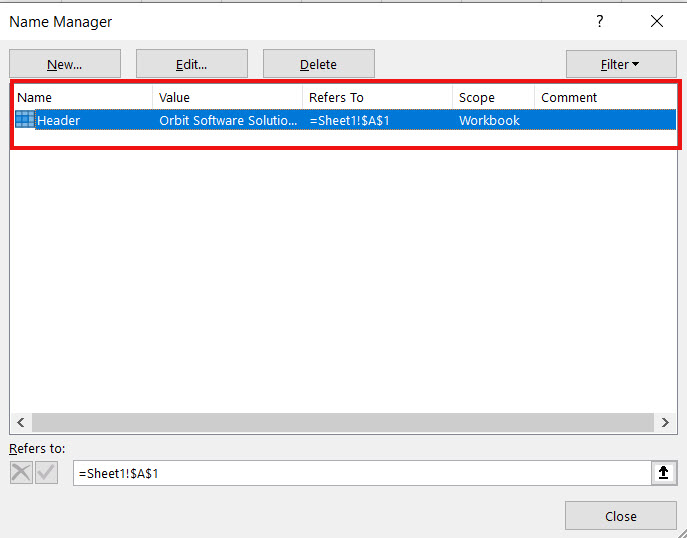 Name Manager
?
New... Edit... Delete Filter
Name Value Refers To Scope Comment
Header Orbit Software Solutio... =Sheet1!$A$1 Workbook
Refers to:
=Sheet1!$A$1
Close